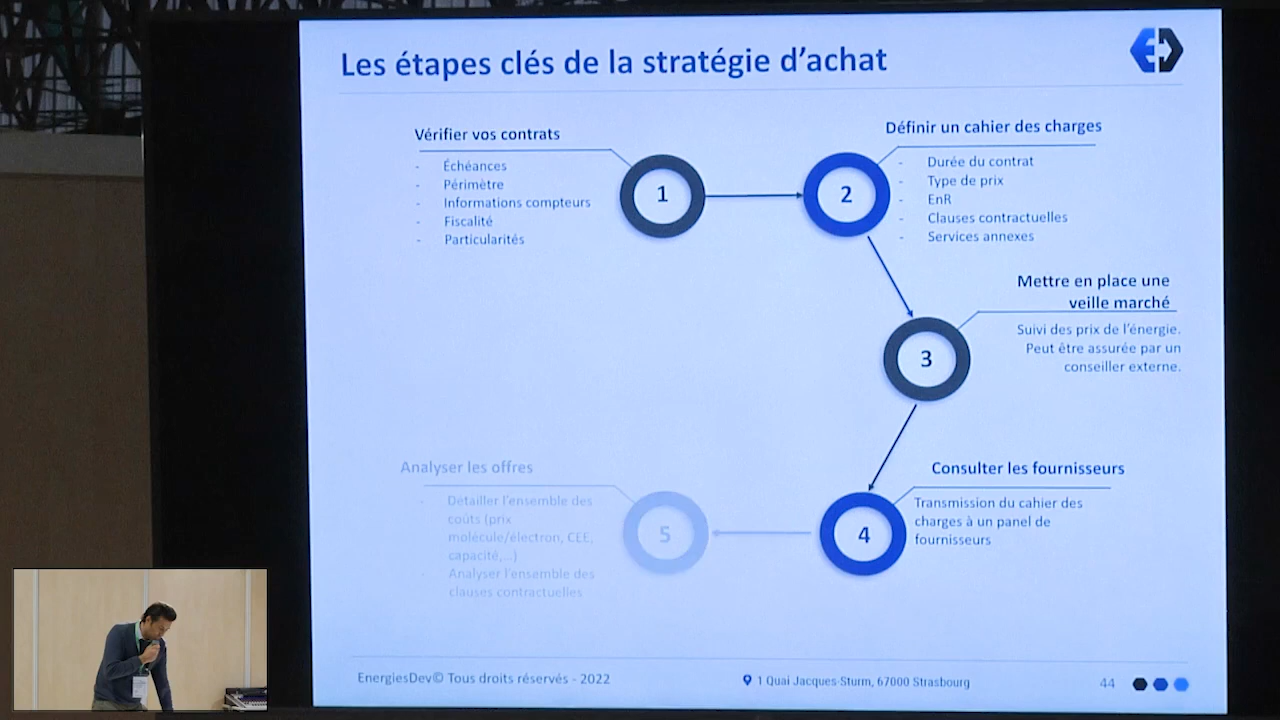 Les étapes clés de la stratégie d'achat
Vérifier vos contrats
- Échéances
- Périmètre
- Informations compteurs
- Fiscalité
- Particularités
1
2
Définir un cahier des charges
- Durée du contrat
- Type de prix
- EnR
- Clauses contractuelles
- Services annexes
Mettre en place une
veille marché
3
Suivi des prix de l'énergie.
Peut être assurée par un
conseiller externe.
Consulter les fournisseurs
4
Transmission du cahier des
charges à un panel de
fournisseurs
Analyser les offres
5
- Détailler l'ensemble des
coûts (prix
molécule/électron, CEE,
capacité,...)
- Analyser l'ensemble des
clauses contractuelles
EnergiesDev© Tous droits réservés - 2022
1 Quai Jacques-Sturm, 67000 Strasbourg
44